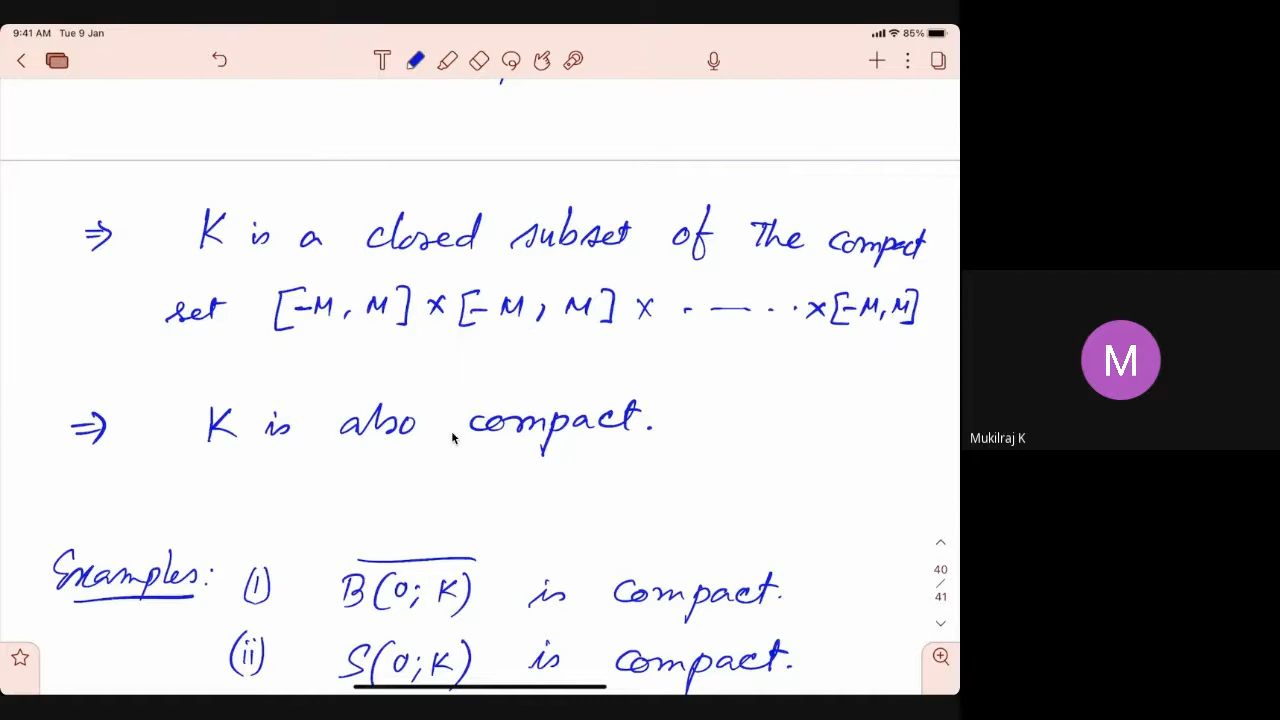 9:41 AM Tue 9 Jan
85%
T
⇒ K is a closed subset of the compact
set [-M, M] × [-M, M] × . — . . × [-M, M]
⇒ K is also compact.
Examples: (i) \overline{B(0; K)} is compact.
(ii) S(0; K) is compact.
40
/
41
M
Mukilraj K